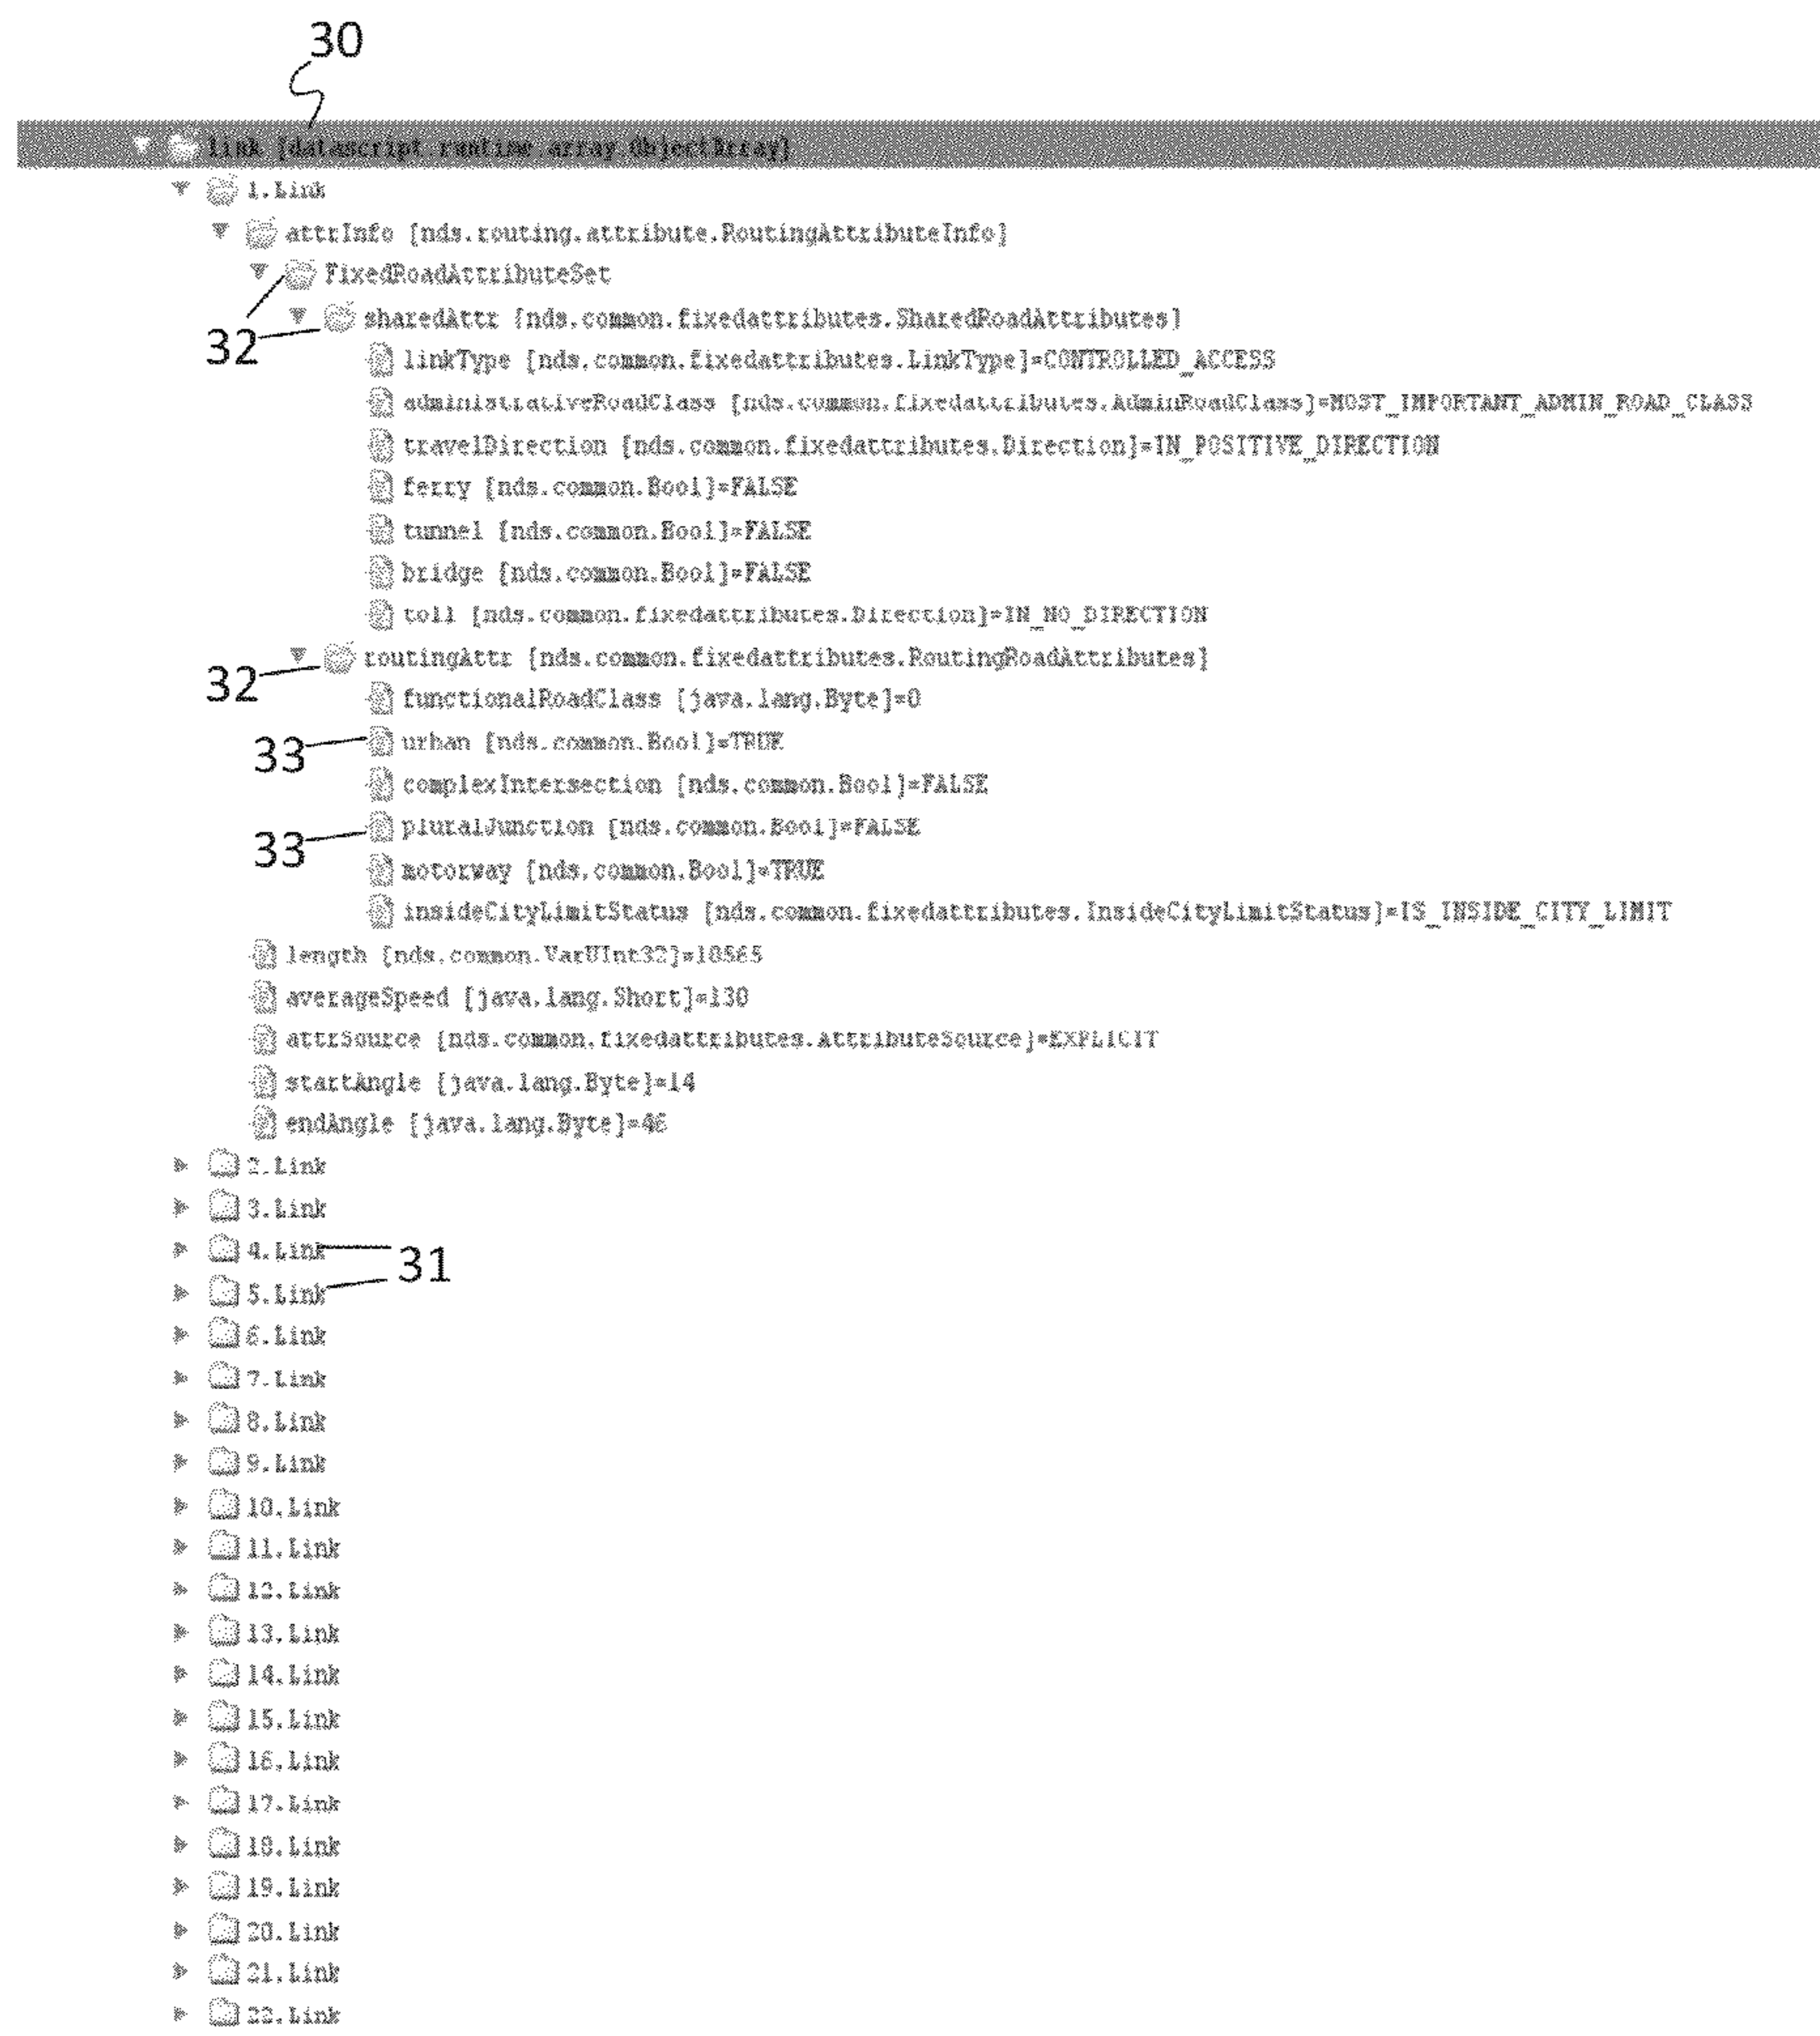 30
link [datascript.runtime.array.ObjectArray]
1.Link
attrInfo [nds.routing.attribute.RoutingAttributeInfo]
FixedRoadAttributeSet
32
sharedAttr [nds.common.fixedattributes.SharedRoadAttributes]
linkType [nds.common.fixedattributes.LinkType]=CONTROLLED_ACCESS
administrativeRoadClass [nds.common.fixedattributes.AdminRoadClass]=MOST_IMPORTANT_ADMIN_ROAD_CLASS
travelDirection [nds.common.fixedattributes.Direction]=IN_POSITIVE_DIRECTION
ferry [nds.common.Bool]=FALSE
tunnel [nds.common.Bool]=FALSE
bridge [nds.common.Bool]=FALSE
toll [nds.common.fixedattributes.Direction]=IN_NO_DIRECTION
32
routingAttr [nds.common.fixedattributes.RoutingRoadAttributes]
functionalRoadClass [java.lang.Byte]=0
33
urban [nds.common.Bool]=TRUE
complexIntersection [nds.common.Bool]=FALSE
33
pluralJunction [nds.common.Bool]=FALSE
motorway [nds.common.Bool]=TRUE
insideCityLimitStatus [nds.common.fixedattributes.InsideCityLimitStatus]=IS_INSIDE_CITY_LIMIT
length [nds.common.VarUInt32]=10565
averageSpeed [java.lang.Short]=130
attrSource [nds.common.fixedattributes.AttributeSource]=EXPLICIT
startAngle [java.lang.Byte]=14
endAngle [java.lang.Byte]=46
2.Link
3.Link
4.Link
31
5.Link
6.Link
7.Link
8.Link
9.Link
10.Link
11.Link
12.Link
13.Link
14.Link
15.Link
16.Link
17.Link
18.Link
19.Link
20.Link
21.Link
22.Link